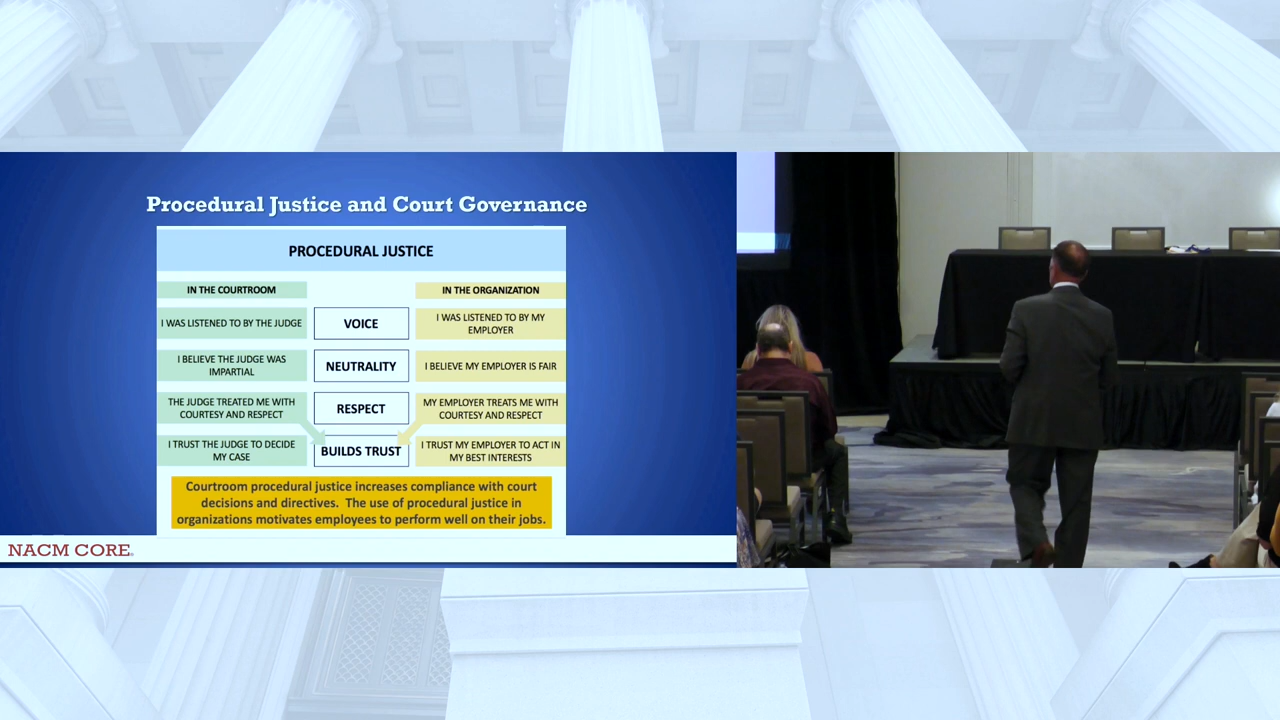 Procedural Justice and Court Governance
PROCEDURAL JUSTICE
IN THE COURTROOM
IN THE ORGANIZATION
I WAS LISTENED TO BY THE JUDGE
VOICE
I WAS LISTENED TO BY MY
EMPLOYER
I BELIEVE THE JUDGE WAS
IMPARTIAL
NEUTRALITY
I BELIEVE MY EMPLOYER IS FAIR
THE JUDGE TREATED ME WITH
COURTESY AND RESPECT
RESPECT
MY EMPLOYER TREATS ME WITH
COURTESY AND RESPECT
I TRUST THE JUDGE TO DECIDE
MY CASE
BUILDS TRUST
I TRUST MY EMPLOYER TO ACT IN
MY BEST INTERESTS
Courtroom procedural justice increases compliance with court
decisions and directives. The use of procedural justice in
organizations motivates employees to perform well on their jobs.
NACM CORE®